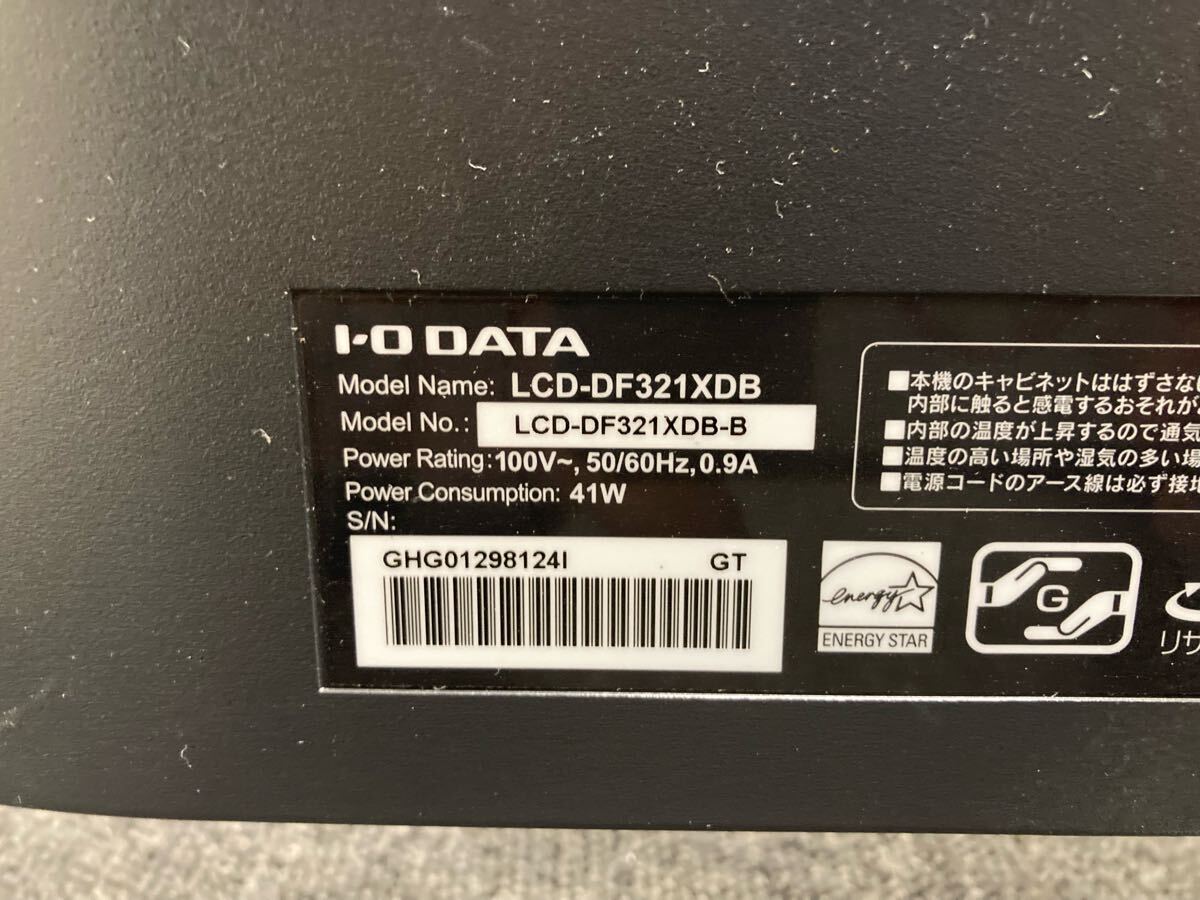 I-O DATA
Model Name: LCD-DF321XDB
Model No.: LCD-DF321XDB-B
Power Rating: 100V~, 50/60Hz, 0.9A
Power Consumption: 41W
S/N:
GHG01298124I GT
energy
ENERGY STAR
G
■本機のキャビネットははずさない
内部に触ると感電するおそれが
■内部の温度が上昇するので通気
■温度の高い場所や湿気の多い場
■電源コードのアース線は必ず接地
リサ